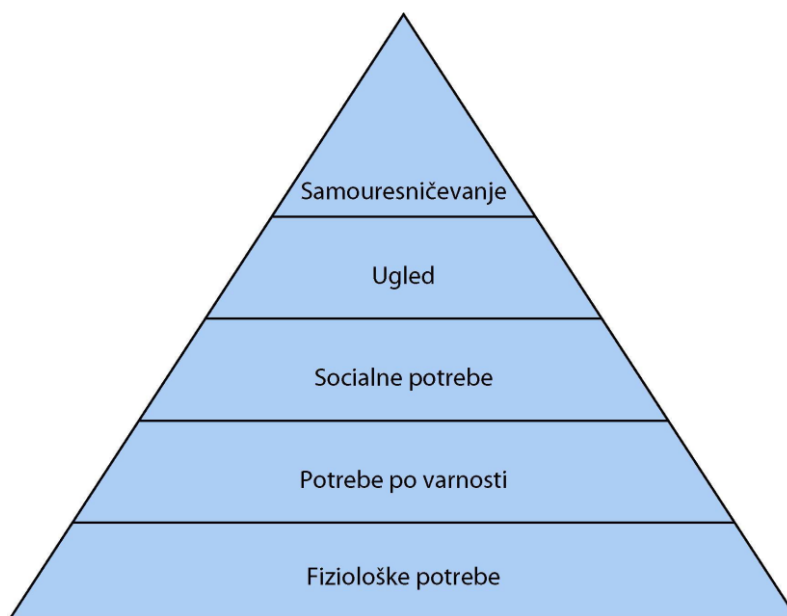 Samouresničevanje
Ugled
Socialne potrebe
Potrebe po varnosti
Fiziološke potrebe